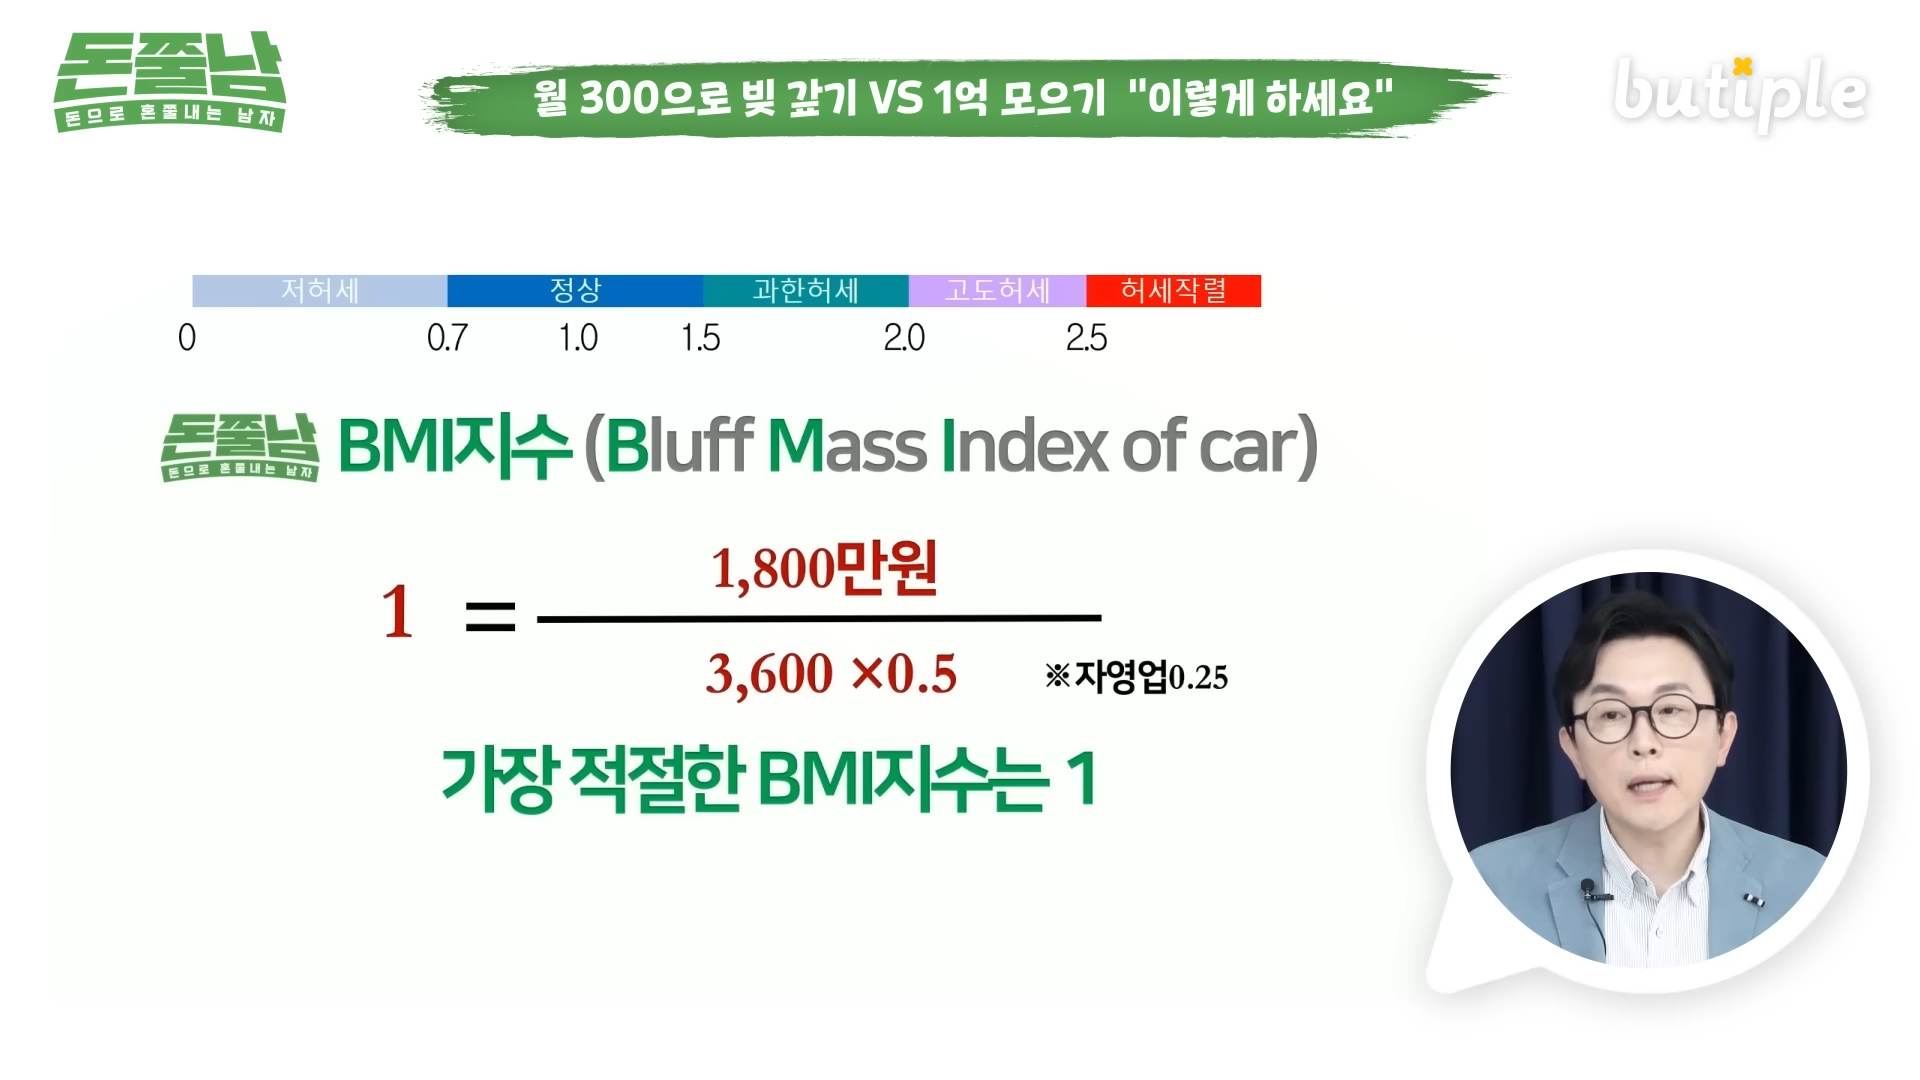 돈쭐남
돈으로 혼쭐내는 남자
월 300으로 빚 갚기 VS 1억 모으기 "이렇게 하세요"
butiple
저허세 정상 과한허세 고도허세 허세작렬
0 0.7 1.0 1.5 2.0 2.5
돈쭐남
돈으로 혼쭐내는 남자
BMI지수 (Bluff Mass Index of car)
1,800만원
1 =
3,600 ×0.5 ※자영업0.25
가장 적절한 BMI지수는 1